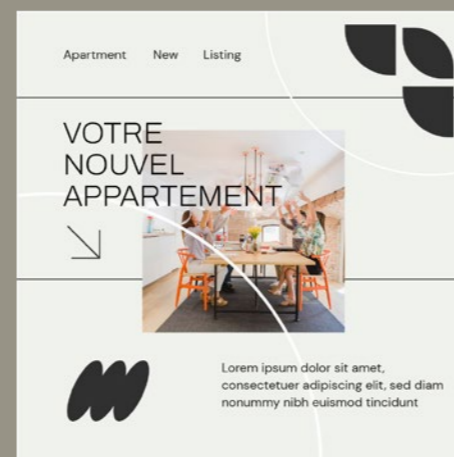 Apartment New Listing
VOTRE
NOUVEL
APPARTEMENT
Lorem ipsum dolor sit amet,
consectetuer adipiscing elit, sed diam
nonummy nibh euismod tincidunt